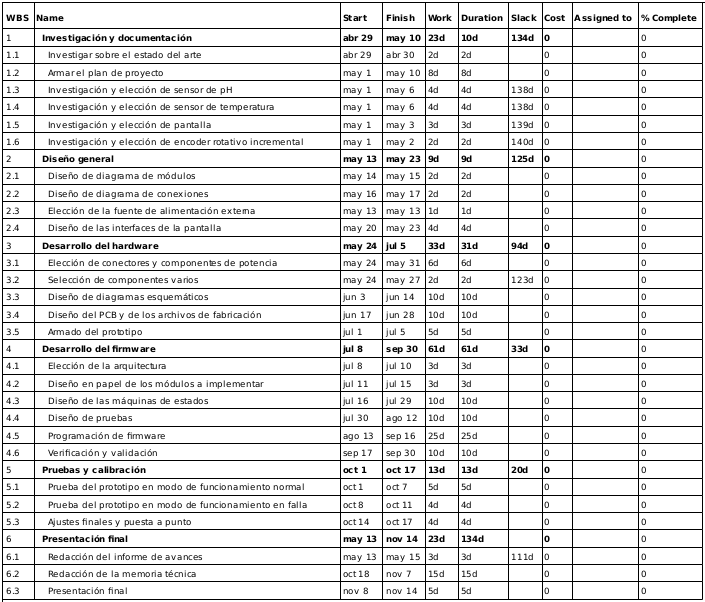 WBS Name Start Finish Work Duration Slack Cost Assigned to % Complete
1 Investigación y documentación abr 29 may 10 23d 10d 134d 0 0
1.1 Investigar sobre el estado del arte abr 29 abr 30 2d 2d 0 0
1.2 Armar el plan de proyecto may 1 may 10 8d 8d 0 0
1.3 Investigación y elección de sensor de pH may 1 may 6 4d 4d 138d 0 0
1.4 Investigación y elección de sensor de temperatura may 1 may 6 4d 4d 138d 0 0
1.5 Investigación y elección de pantalla may 1 may 3 3d 3d 139d 0 0
1.6 Investigación y elección de encoder rotativo incremental may 1 may 2 2d 2d 140d 0 0
2 Diseño general may 13 may 23 9d 9d 125d 0 0
2.1 Diseño de diagrama de módulos may 14 may 15 2d 2d 0 0
2.2 Diseño de diagrama de conexiones may 16 may 17 2d 2d 0 0
2.3 Elección de la fuente de alimentación externa may 13 may 13 1d 1d 0 0
2.4 Diseño de las interfaces de la pantalla may 20 may 23 4d 4d 0 0
3 Desarrollo del hardware may 24 jul 5 33d 31d 94d 0 0
3.1 Elección de conectores y componentes de potencia may 24 may 31 6d 6d 0 0
3.2 Selección de componentes varios may 24 may 27 2d 2d 123d 0 0
3.3 Diseño de diagramas esquemáticos jun 3 jun 14 10d 10d 0 0
3.4 Diseño del PCB y de los archivos de fabricación jun 17 jun 28 10d 10d 0 0
3.5 Armado del prototipo jul 1 jul 5 5d 5d 0 0
4 Desarrollo del firmware jul 8 sep 30 61d 61d 33d 0 0
4.1 Elección de la arquitectura jul 8 jul 10 3d 3d 0 0
4.2 Diseño en papel de los módulos a implementar jul 11 jul 15 3d 3d 0 0
4.3 Diseño de las máquinas de estados jul 16 jul 29 10d 10d 0 0
4.4 Diseño de pruebas jul 30 ago 12 10d 10d 0 0
4.5 Programación de firmware ago 13 sep 16 25d 25d 0 0
4.6 Verificación y validación sep 17 sep 30 10d 10d 0 0
5 Pruebas y calibración oct 1 oct 17 13d 13d 20d 0 0
5.1 Prueba del prototipo en modo de funcionamiento normal oct 1 oct 7 5d 5d 0 0
5.2 Prueba del prototipo en modo de funcionamiento en falla oct 8 oct 11 4d 4d 0 0
5.3 Ajustes finales y puesta a punto oct 14 oct 17 4d 4d 0 0
6 Presentación final may 13 nov 14 23d 134d 0 0
6.1 Redacción del informe de avances may 13 may 15 3d 3d 111d 0 0
6.2 Redacción de la memoria técnica oct 18 nov 7 15d 15d 0 0
6.3 Presentación final nov 8 nov 14 5d 5d 0 0